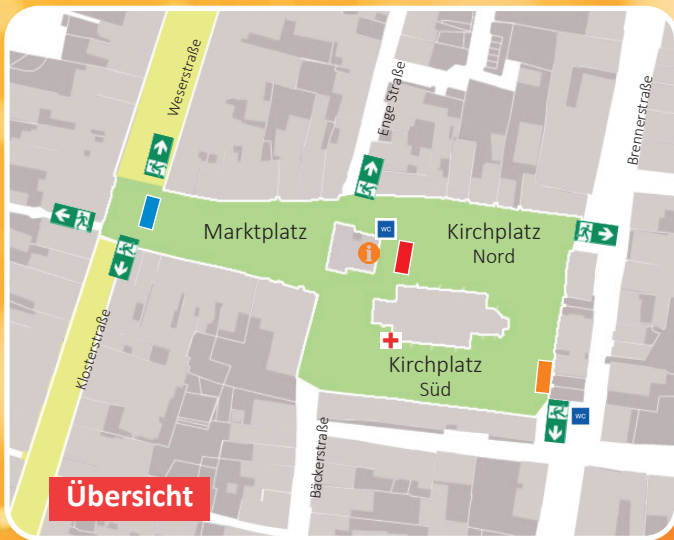 Weserstraße
Enge Straße
Brennerstraße
WC
Marktplatz
Kirchplatz
Nord
i
Kirchplatz
Süd
Klosterstraße
WC
Bäckerstraße
Übersicht